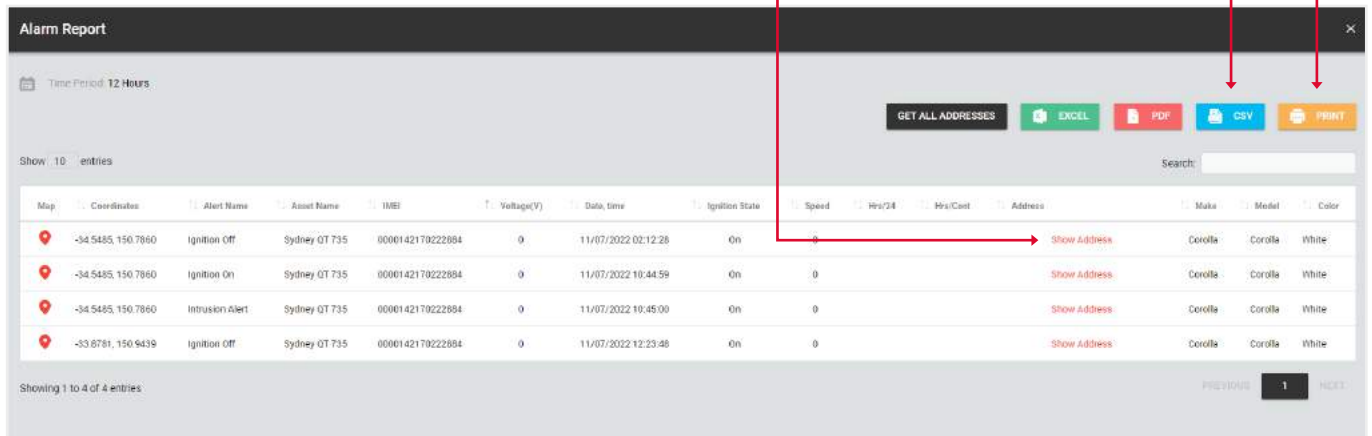 Alarm Report ×
Time Period: 12 Hours
GET ALL ADDRESSES EXCEL PDF CSV PRINT
Show 10 entries Search:
Map Coordinates Alert Name Asset Name IMEI Voltage(V) Date, time Ignition State Speed Hrs/24 Hrs/Cont Address Make Model Color
-34.5485, 150.7860 Ignition Off Sydney QT 735 0000142170222884 0 11/07/2022 02:12:28 On 0 Show Address Corolla Corolla White
-34.5485, 150.7860 Ignition On Sydney QT 735 0000142170222884 0 11/07/2022 10:44:59 On 0 Show Address Corolla Corolla White
-34.5485, 150.7860 Intrusion Alert Sydney QT 735 0000142170222884 0 11/07/2022 10:45:00 On 0 Show Address Corolla Corolla White
-33.8781, 150.9439 Ignition Off Sydney QT 735 0000142170222884 0 11/07/2022 12:23:48 On 0 Show Address Corolla Corolla White
Showing 1 to 4 of 4 entries PREVIOUS 1 NEXT